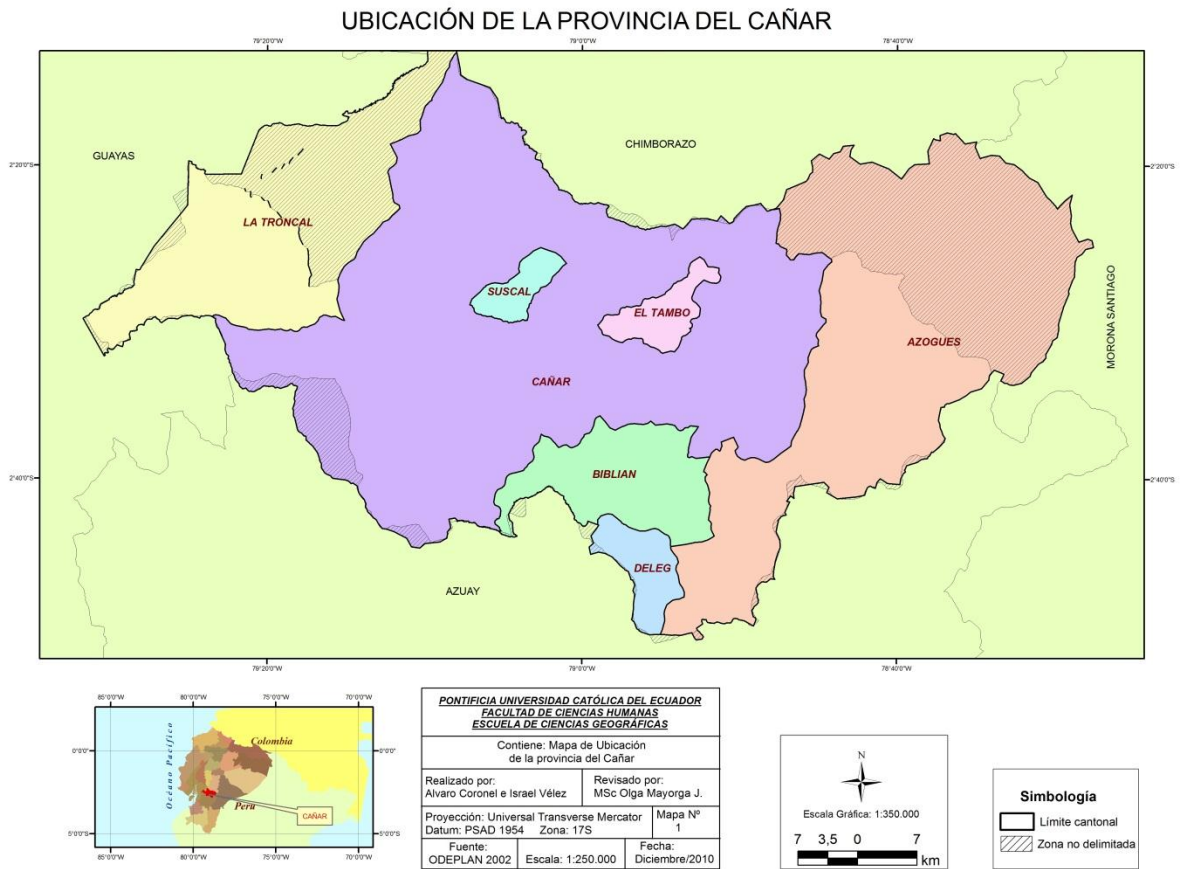 UBICACIÓN DE LA PROVINCIA DEL CAÑAR
79°20'0"W
79°0'0"W
78°40'0"W
CHIMBORAZO
GUAYAS
2°20'0"S
2°20'0"S
LA TRONCAL
SUSCAL
EL TAMBO
MORONA SANTIAGO
AZOGUES
CAÑAR
BIBLIAN
2°40'0"S
2°40'0"S
DELEG
AZUAY
79°20'0"W
79°0'0"W
78°40'0"W
85°0'0"W
80°0'0"W
75°0'0"W
70°0'0"W
Océano Pacífico
Colombia
0°0'0"
0°0'0"
Peru
CAÑAR
5°0'0"S
5°0'0"S
85°0'0"W
80°0'0"W
75°0'0"W
70°0'0"W
PONTIFICIA UNIVERSIDAD CATÓLICA DEL ECUADOR
FACULTAD DE CIENCIAS HUMANAS
ESCUELA DE CIENCIAS GEOGRÁFICAS
Contiene: Mapa de Ubicación
de la provincia del Cañar
Realizado por:
Alvaro Coronel e Israel Vélez
Revisado por:
MSc Olga Mayorga J.
Proyección: Universal Transverse Mercator
Datum: PSAD 1954 Zona: 17S
Mapa Nº
1
Fuente:
ODEPLAN 2002
Escala: 1:250.000
Fecha:
Diciembre/2010
N
Escala Gráfica: 1:350.000
7 3,5 0 7
km
Simbología
Límite cantonal
Zona no delimitada